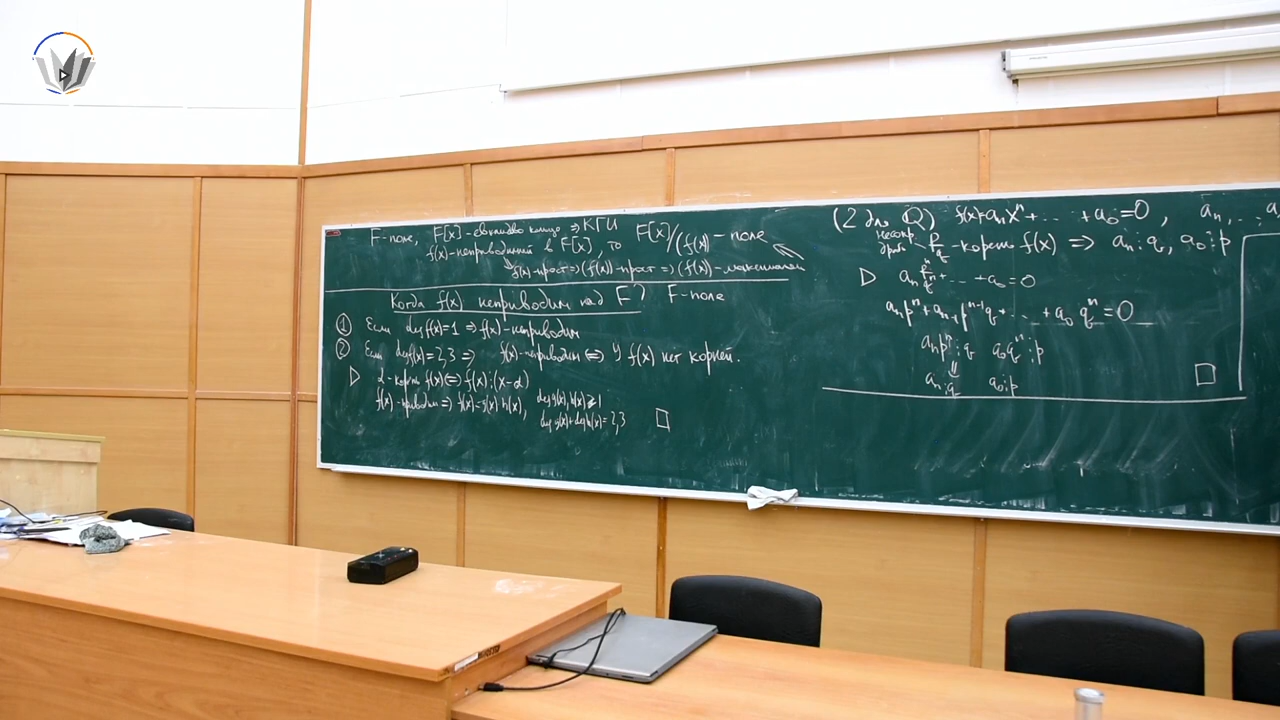 F-поле, F[x]-евклидово кольцо ⇒ КГИ
f(x)-неприводимый в F[x], то F[x]/(f(x)) - поле
f(x)-прост ⇒ (f(x))-прост ⇒ (f(x))-максимален
Когда f(x) неприводим над F? F-поле
① Если deg f(x)=1 ⇒ f(x)-неприводим
② Если deg f(x)=2,3 ⇒ f(x)-неприводим ⇔ У f(x) нет корней.
▷ α-корень f(x) ⇔ f(x)⋮(x-α)
f(x)-приводим ⇒ f(x)=g(x)·h(x), deg g(x), h(x) ≥ 1
deg g(x)+deg h(x)=2,3 □
(2 для Q) f(x)=aₙxⁿ+...+a₀=0, aₙ,...,a
несокр. дробь p/q - корень f(x) ⇒ aₙ⋮q, a₀⋮p
▷ aₙ pⁿ/qⁿ+...+a₀=0
aₙpⁿ+aₙ₋₁pⁿ⁻¹q+...+a₀qⁿ=0
aₙpⁿ⋮q a₀qⁿ⋮p
⇓
aₙ⋮q a₀⋮p □